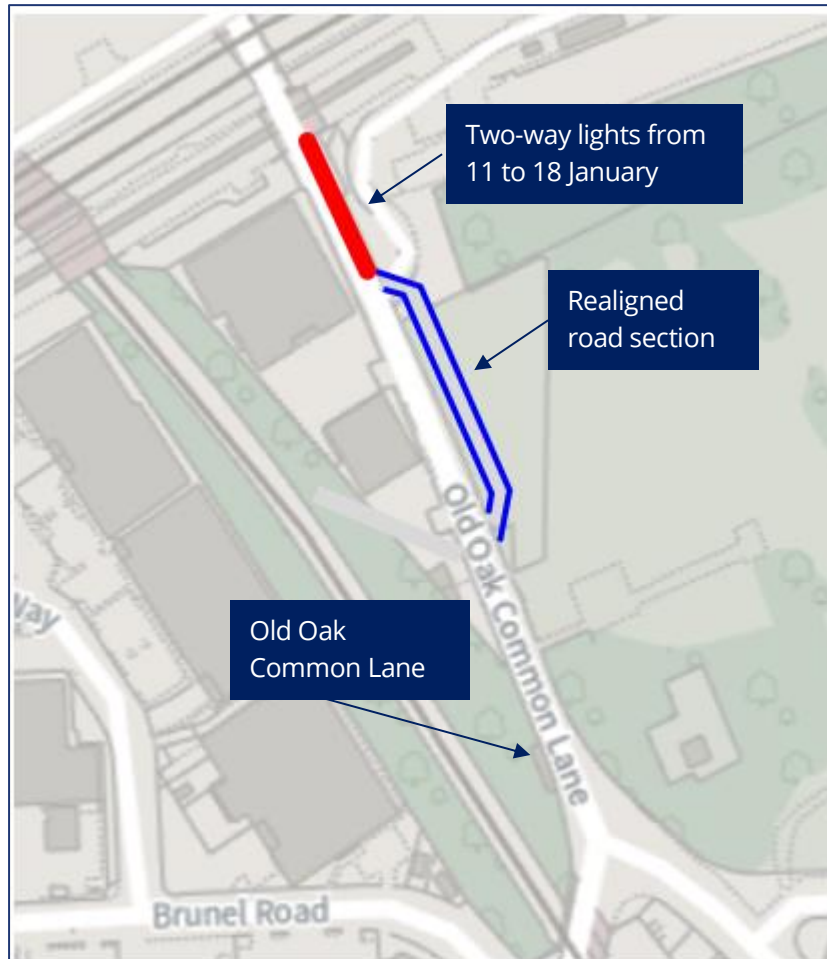 Two-way lights from
11 to 18 January
Realigned
road section
Old Oak Common Lane
Old Oak
Common Lane
Way
Brunel Road